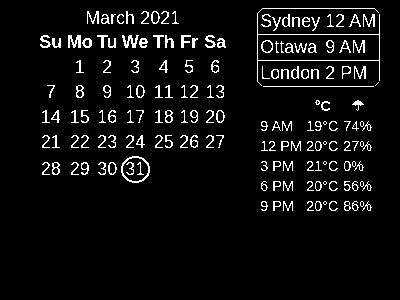 March 2021
Su Mo Tu We Th Fr Sa
1 2 3 4 5 6
7 8 9 10 11 12 13
14 15 16 17 18 19 20
21 22 23 24 25 26 27
28 29 30 31
Sydney 12 AM
Ottawa 9 AM
London 2 PM
°C ☂
9 AM 19°C 74%
12 PM 20°C 27%
3 PM 21°C 0%
6 PM 20°C 56%
9 PM 20°C 86%